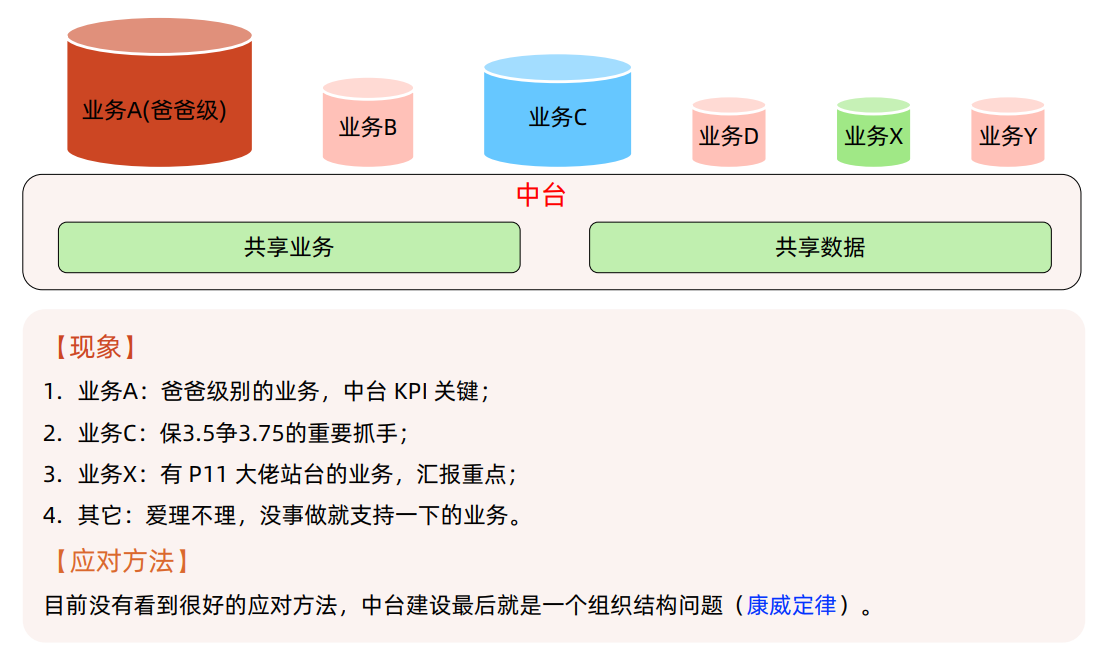 业务A(爸爸级)
业务B
业务C
业务D
业务X
业务Y
中台
共享业务
共享数据
【现象】
1. 业务A：爸爸级别的业务，中台 KPI 关键；
2. 业务C：保3.5争3.75的重要抓手；
3. 业务X：有 P11 大佬站台的业务，汇报重点；
4. 其它：爱理不理，没事做就支持一下的业务。
【应对方法】
目前没有看到很好的应对方法，中台建设最后就是一个组织结构问题（康威定律）。